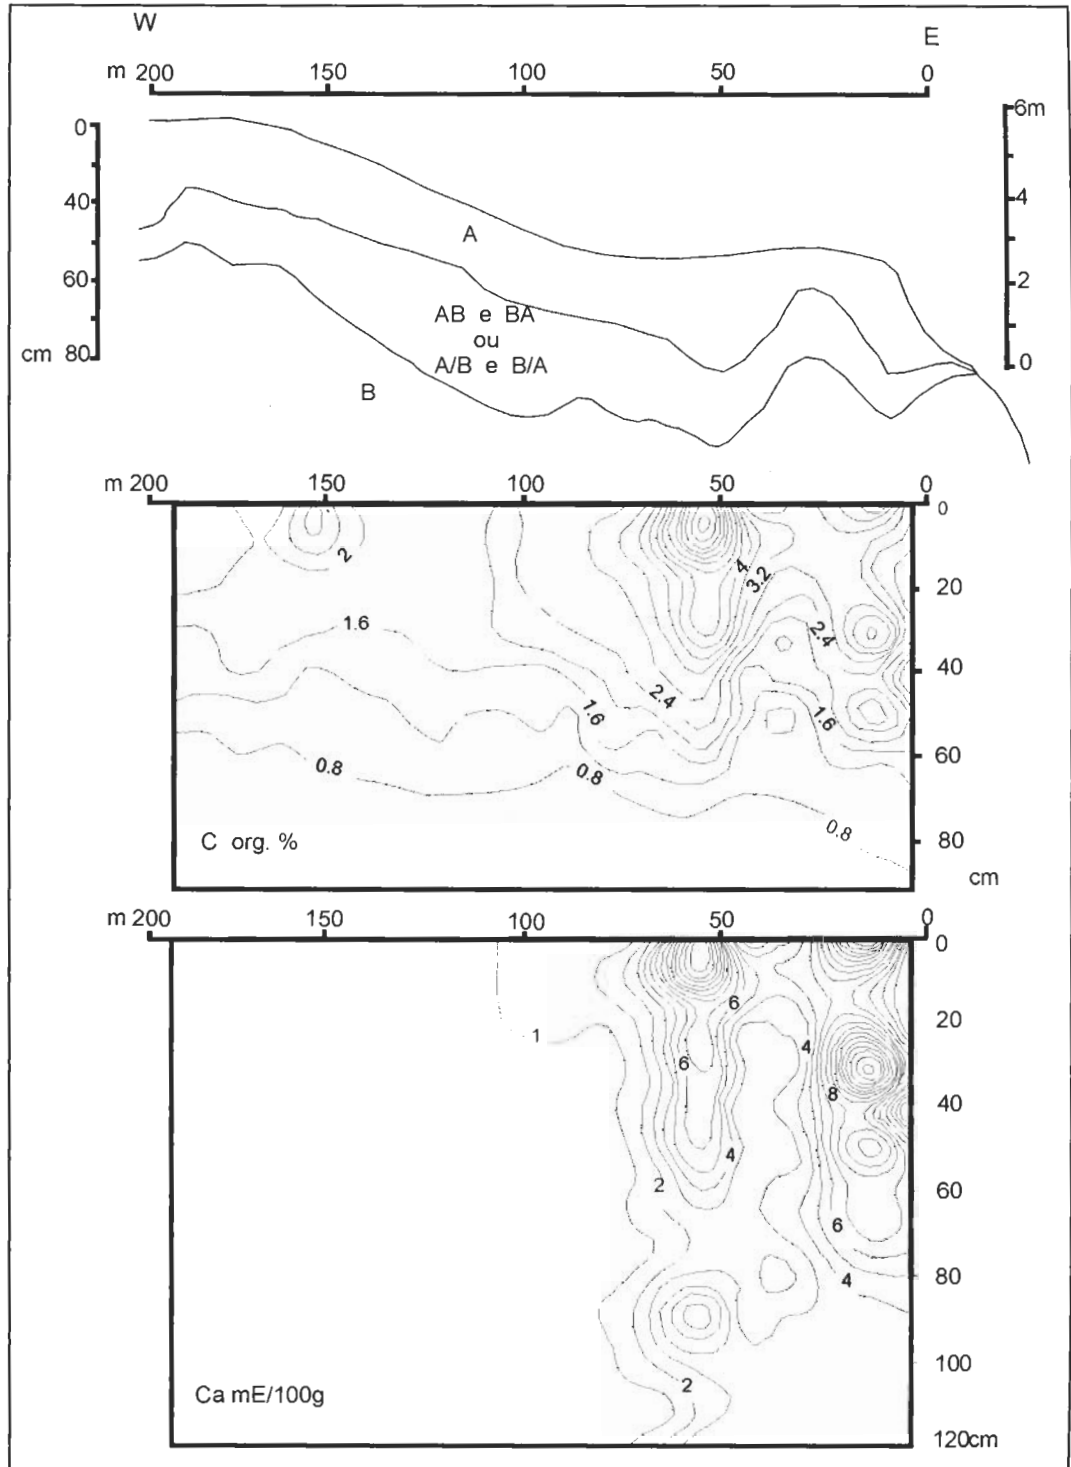 W E
m 200 150 100 50 0
0 6m
40 4
A
60 2
AB e BA
ou
cm 80 A/B e B/A 0
B
m 200 150 100 50 0
0
2 4 3.2
20
1.6 2.4
40
2.4
1.6 1.6
60
0.8 0.8
0.8
C org. % 80
cm
m 200 150 100 50 0
0
6
20
1 4
6
8
40
4
2 60
6
4 80
100
2
Ca mE/100g
120cm